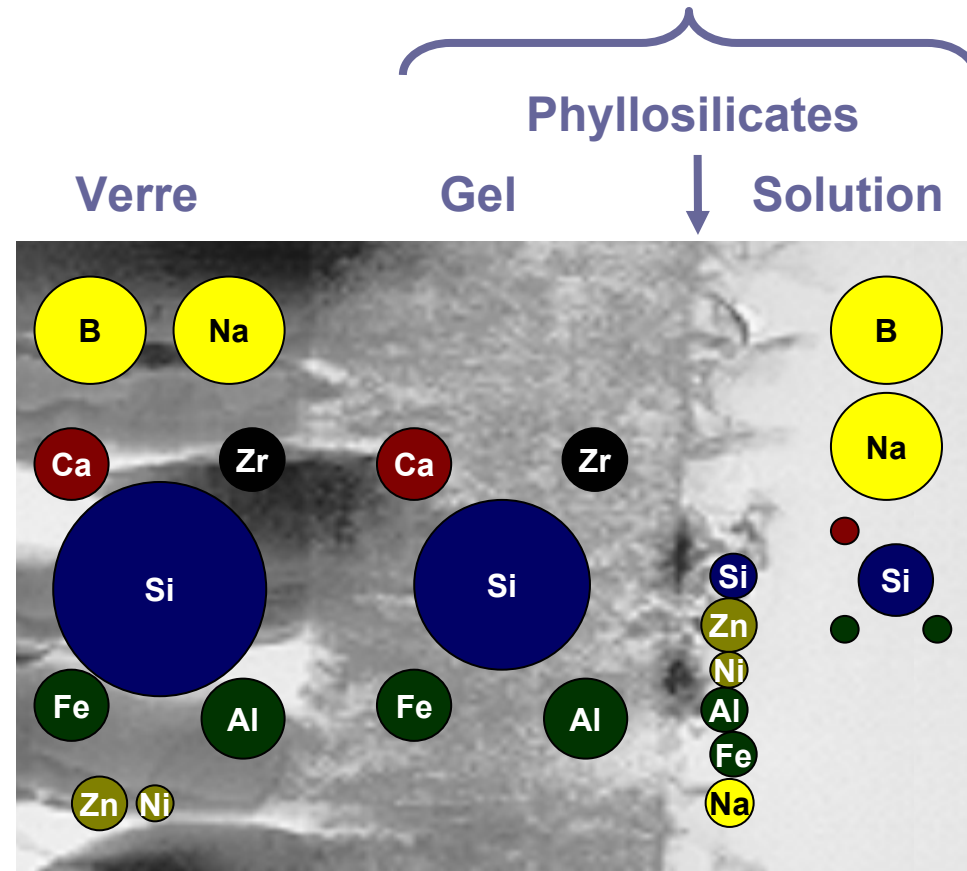 Phyllosilicates
Verre Gel Solution
B Na B
Na
Ca Zr Ca Zr
Si Si Si Si
Zn
Ni
Fe Al Fe Al Al
Fe
Zn Ni Na